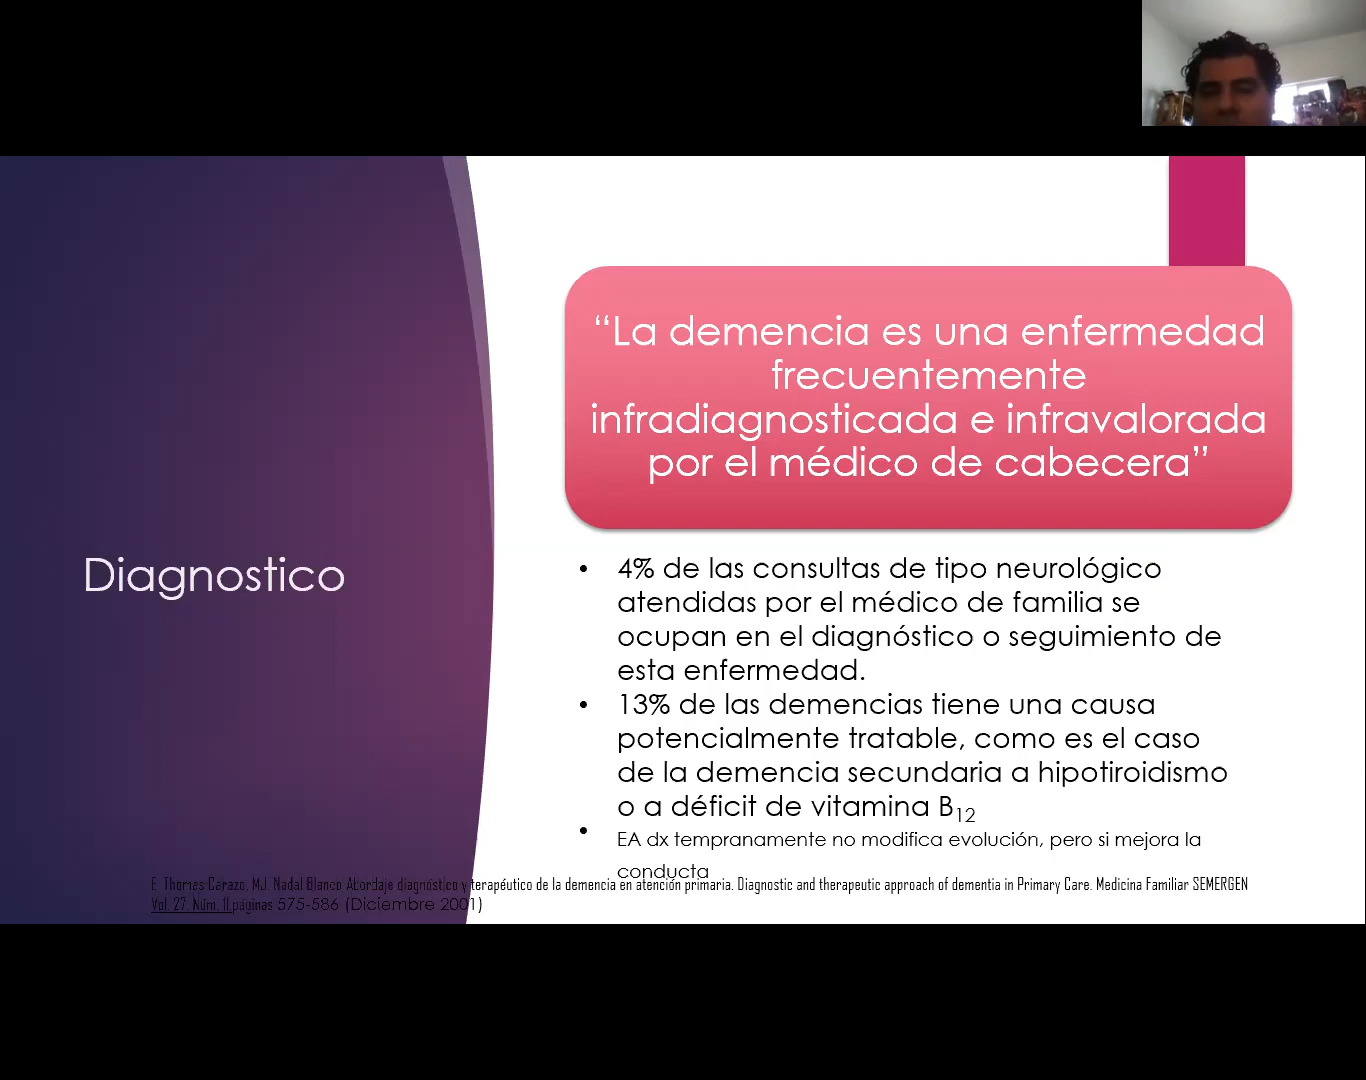 “La demencia es una enfermedad
frecuentemente
infradiagnosticada e infravalorada
por el médico de cabecera”
Diagnostico
• 4% de las consultas de tipo neurológico
atendidas por el médico de familia se
ocupan en el diagnóstico o seguimiento de
esta enfermedad.
• 13% de las demencias tiene una causa
potencialmente tratable, como es el caso
de la demencia secundaria a hipotiroidismo
o a déficit de vitamina B12
• EA dx tempranamente no modifica evolución, pero si mejora la
conducta
E. Thomas Carazo, MJ. Nadal Blanco Abordaje diagnóstico y terapéutico de la demencia en atención primaria. Diagnostic and therapeutic approach of dementia in Primary Care. Medicina Familiar SEMERGEN
Vol. 27. Núm. 11.páginas 575-586 (Diciembre 2001)